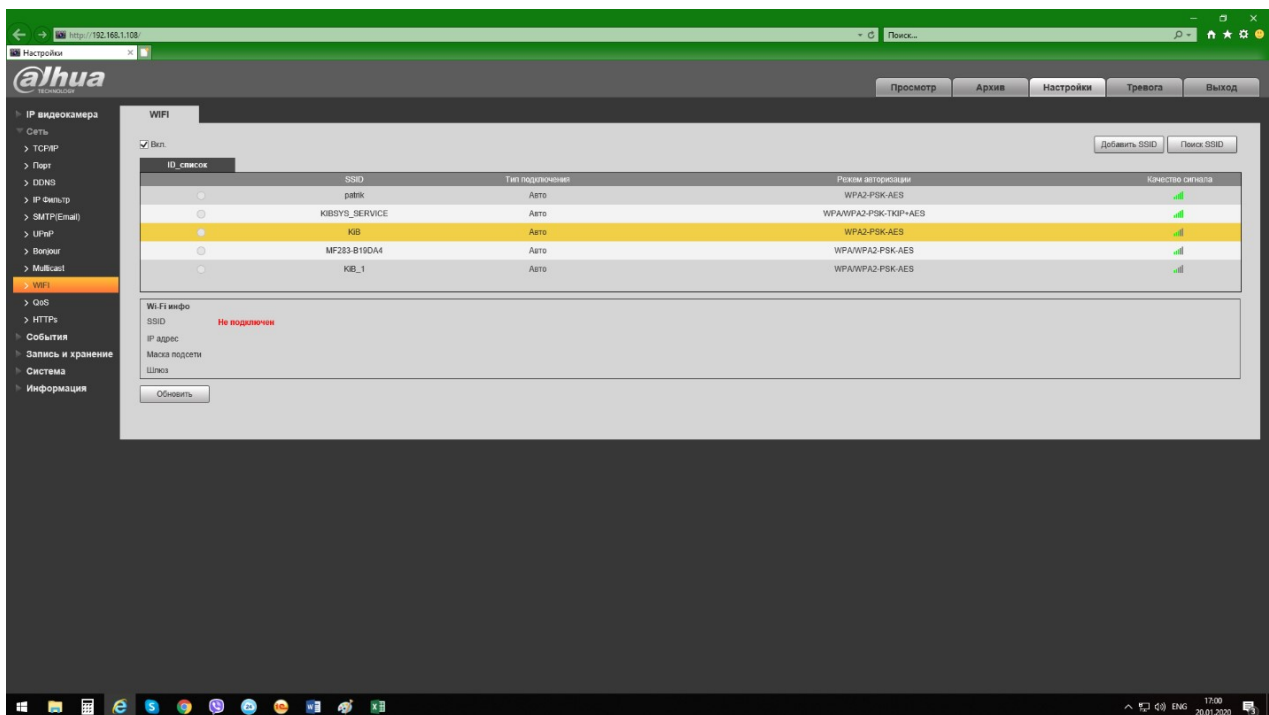 http://192.168.1.108/
Поиск...
Настройки
alhua
TECHNOLOGY
Просмотр
Архив
Настройки
Тревога
Выход
IP видеокамера
Сеть
TCP/IP
Порт
DDNS
IP Фильтр
SMTP(Email)
UPnP
Bonjour
Multicast
WIFI
QoS
HTTPs
События
Запись и хранение
Система
Информация
WIFI
Вкл.
Добавить SSID
Поиск SSID
ID_список
SSID Тип подключения Режим авторизации Качество сигнала
patrik Авто WPA2-PSK-AES
KIBSYS_SERVICE Авто WPA/WPA2-PSK-TKIP+AES
KiB Авто WPA2-PSK-AES
MF283-B19DA4 Авто WPA/WPA2-PSK-AES
KiB_1 Авто WPA/WPA2-PSK-AES
Wi-Fi инфо
SSID Не подключен
IP адрес
Маска подсети
Шлюз
Обновить
ENG
17:00
20.01.2020